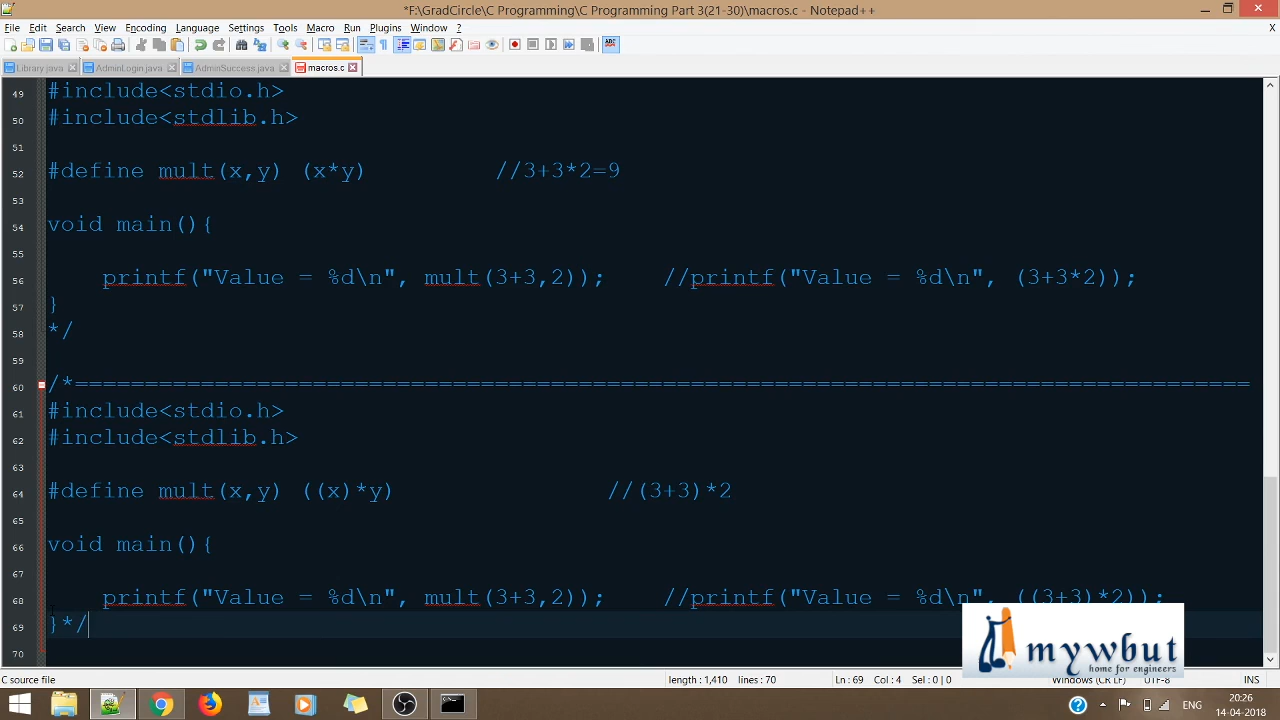 *F:\GradCircle\C Programming\C Programming Part 3(21-30)\macros.c - Notepad++
File Edit Search View Encoding Language Settings Tools Macro Run Plugins Window ? X
Library.java AdminLogin.java AdminSuccess.java macros.c
49 #include<stdio.h>
50 #include<stdlib.h>
51
52 #define mult(x,y) (x*y) //3+3*2=9
53
54 void main(){
55
56 printf("Value = %d\n", mult(3+3,2)); //printf("Value = %d\n", (3+3*2));
57 }
58 */
59
60 /*====================================================================================
61 #include<stdio.h>
62 #include<stdlib.h>
63
64 #define mult(x,y) ((x)*y) //(3+3)*2
65
66 void main(){
67
68 printf("Value = %d\n", mult(3+3,2)); //printf("Value = %d\n", ((3+3)*2));
69 }*/
70
mywbut
home for engineers
C source file length : 1,410 lines : 70 Ln : 69 Col : 4 Sel : 0 | 0 Windows (CR LF) UTF-8 INS
ENG 20:26
14-04-2018